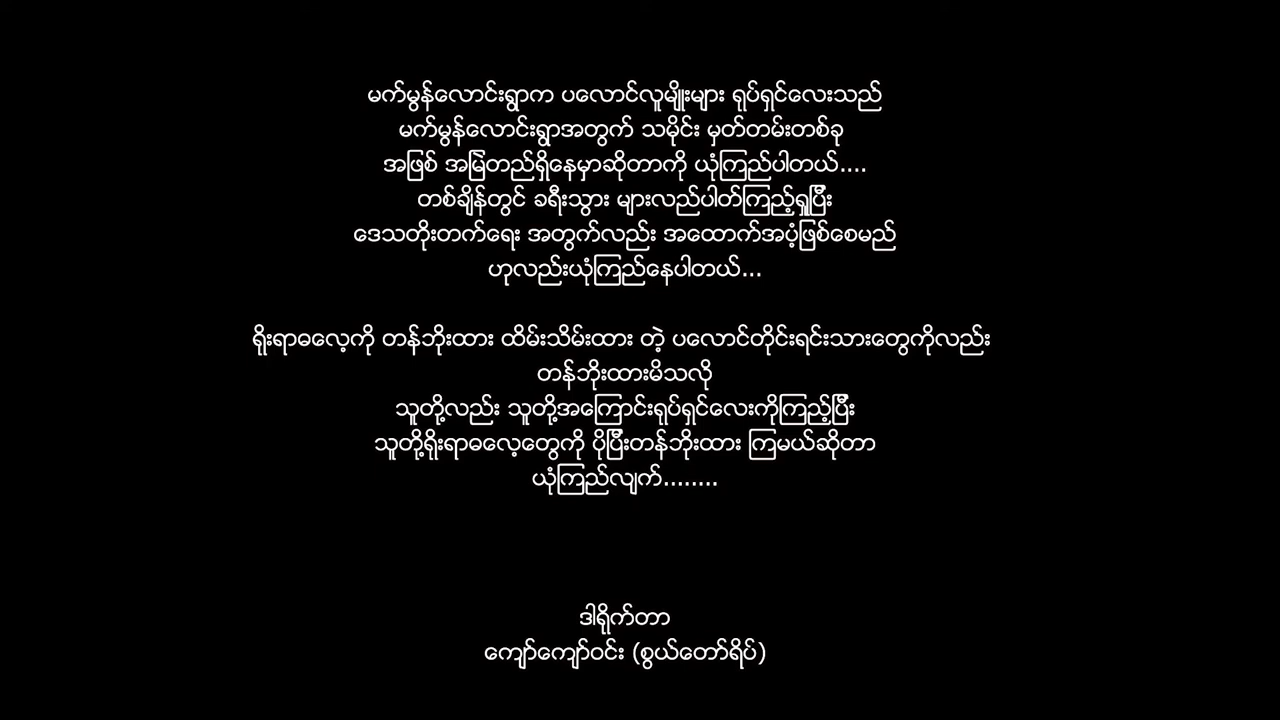 မက်မွန်လောင်းရွာက ပလောင်လူမျိုးများ ရုပ်ရှင်လေးသည်
မက်မွန်လောင်းရွာအတွက် သမိုင်း မှတ်တမ်းတစ်ခု
အဖြစ် အမြဲတည်ရှိနေမှာဆိုတာကို ယုံကြည်ပါတယ်....
တစ်ချိန်တွင် ခရီးသွား များလည်ပါတ်ကြည့်ရှုပြီး
ဒေသတိုးတက်ရေး အတွက်လည်း အထောက်အပံ့ဖြစ်စေမည်
ဟုလည်းယုံကြည်နေပါတယ်...
ရိုးရာဓလေ့ကို တန်ဘိုးထား ထိမ်းသိမ်းထား တဲ့ ပလောင်တိုင်းရင်းသားတွေကိုလည်း
တန်ဘိုးထားမိသလို
သူတို့လည်း သူတို့အကြောင်းရုပ်ရှင်လေးကိုကြည့်ပြီး
သူတို့ရိုးရာဓလေ့တွေကို ပိုပြီးတန်ဘိုးထား ကြမယ်ဆိုတာ
ယုံကြည်လျက်........
ဒါရိုက်တာ
ကျော်ကျော်ဝင်း (စွယ်တော်ရိပ်)